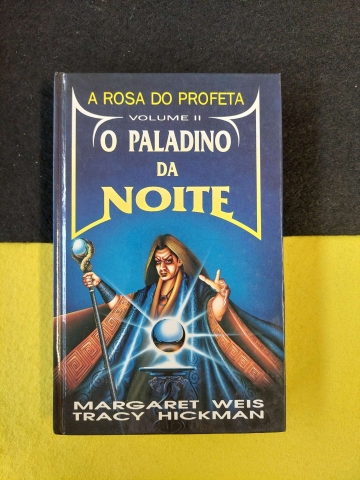 A ROSA DO PROFETA
VOLUME II
O PALADINO
DA
NOITE
MARGARET WEIS
TRACY HICKMAN